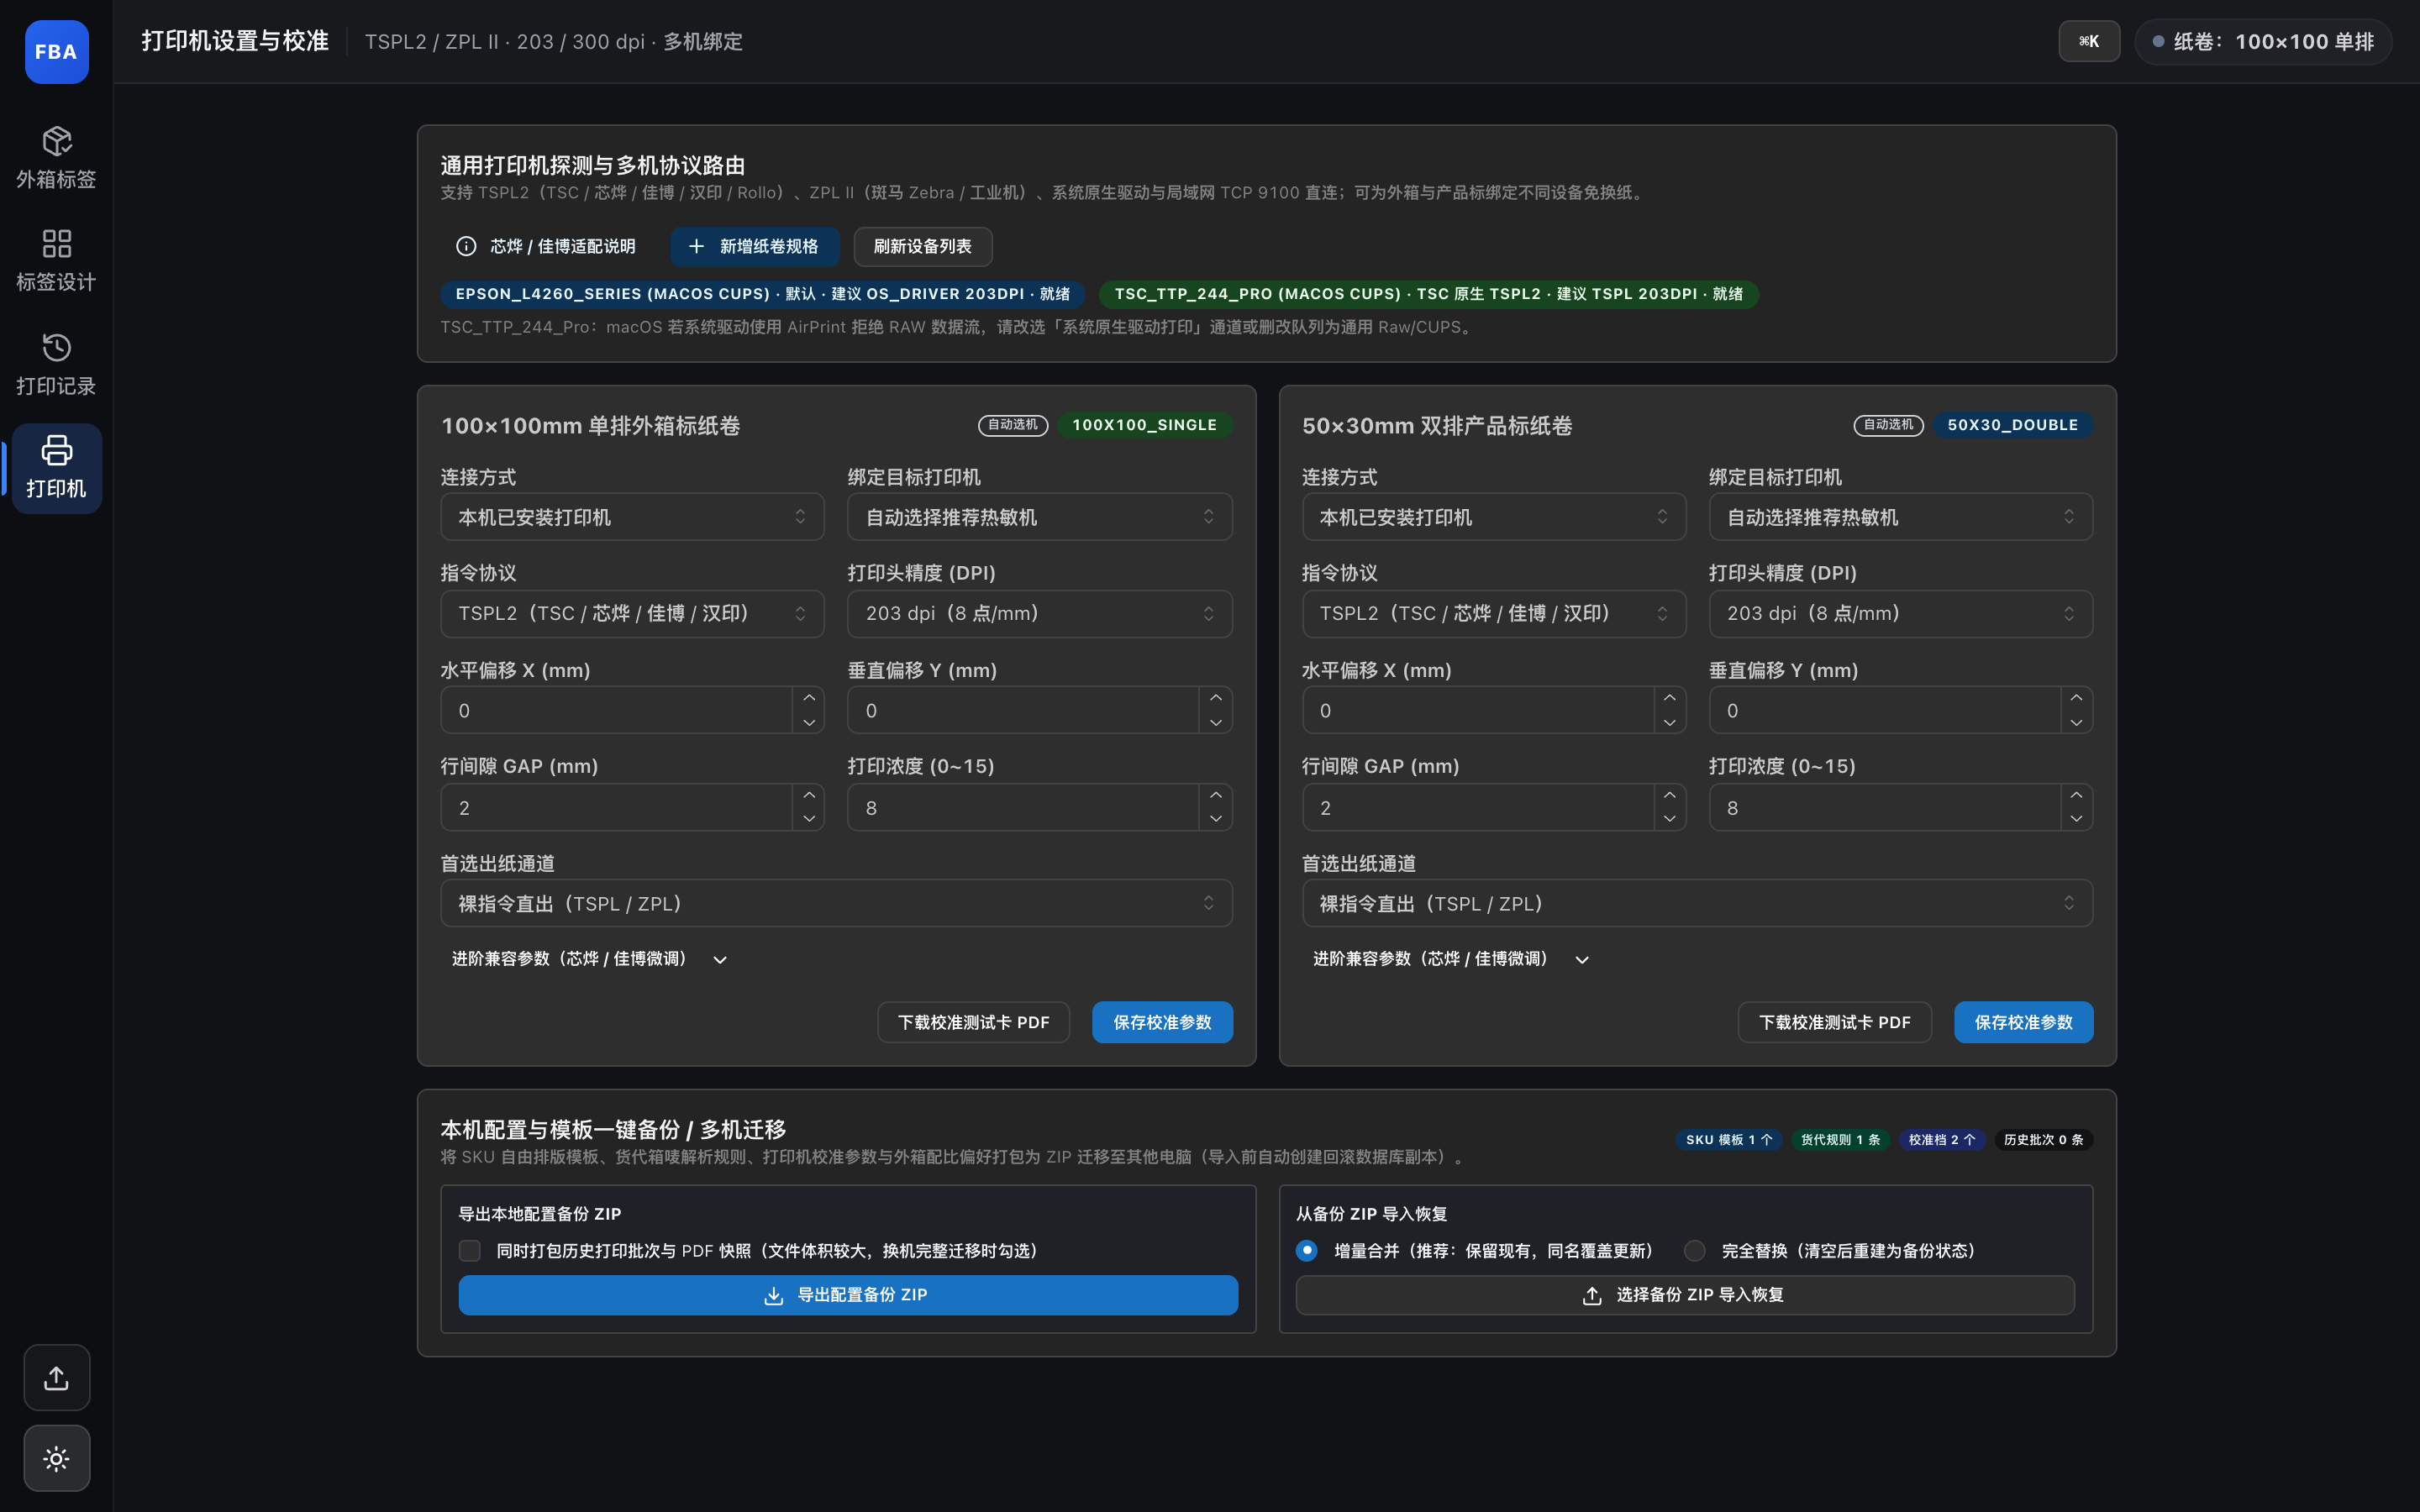 FBA
外箱标签
标签设计
打印记录
打印机
打印机设置与校准
TSPL2 / ZPL II · 203 / 300 dpi · 多机绑定
⌘K
纸卷：100×100 单排
通用打印机探测与多机协议路由
支持 TSPL2（TSC / 芯烨 / 佳博 / 汉印 / Rollo）、ZPL II（斑马 Zebra / 工业机）、系统原生驱动与局域网 TCP 9100 直连；可为外箱与产品标绑定不同设备免换纸。
芯烨 / 佳博适配说明
新增纸卷规格
刷新设备列表
EPSON_L4260_SERIES (MACOS CUPS) · 默认 · 建议 OS_DRIVER 203DPI · 就绪
TSC_TTP_244_PRO (MACOS CUPS) · TSC 原生 TSPL2 · 建议 TSPL 203DPI · 就绪
TSC_TTP_244_Pro：macOS 若系统驱动使用 AirPrint 拒绝 RAW 数据流，请改选「系统原生驱动打印」通道或删改队列为通用 Raw/CUPS。
100×100mm 单排外箱标纸卷
自动选机
100X100_SINGLE
连接方式
绑定目标打印机
本机已安装打印机
自动选择推荐热敏机
指令协议
打印头精度 (DPI)
TSPL2（TSC / 芯烨 / 佳博 / 汉印）
203 dpi（8 点/mm）
水平偏移 X (mm)
垂直偏移 Y (mm)
0
0
行间隙 GAP (mm)
打印浓度 (0~15)
2
8
首选出纸通道
裸指令直出（TSPL / ZPL）
进阶兼容参数（芯烨 / 佳博微调）
下载校准测试卡 PDF
保存校准参数
50×30mm 双排产品标纸卷
自动选机
50X30_DOUBLE
连接方式
绑定目标打印机
本机已安装打印机
自动选择推荐热敏机
指令协议
打印头精度 (DPI)
TSPL2（TSC / 芯烨 / 佳博 / 汉印）
203 dpi（8 点/mm）
水平偏移 X (mm)
垂直偏移 Y (mm)
0
0
行间隙 GAP (mm)
打印浓度 (0~15)
2
8
首选出纸通道
裸指令直出（TSPL / ZPL）
进阶兼容参数（芯烨 / 佳博微调）
下载校准测试卡 PDF
保存校准参数
本机配置与模板一键备份 / 多机迁移
将 SKU 自由排版模板、货代箱唛解析规则、打印机校准参数与外箱配比偏好打包为 ZIP 迁移至其他电脑（导入前自动创建回滚数据库副本）。
SKU 模板 1 个
货代规则 1 条
校准档 2 个
历史批次 0 条
导出本地配置备份 ZIP
同时打包历史打印批次与 PDF 快照（文件体积较大，换机完整迁移时勾选）
导出配置备份 ZIP
从备份 ZIP 导入恢复
增量合并（推荐：保留现有，同名覆盖更新）
完全替换（清空后重建为备份状态）
选择备份 ZIP 导入恢复